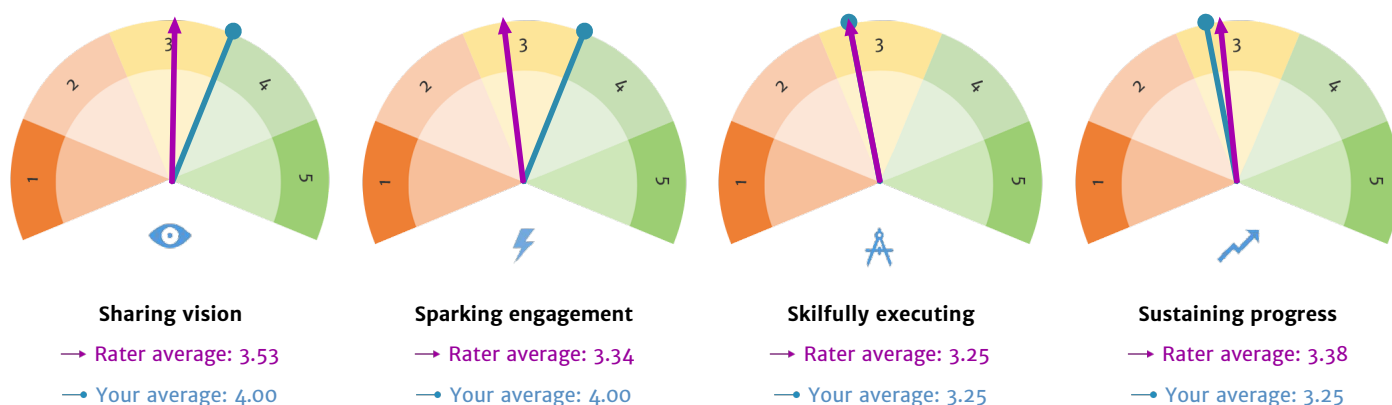 1 2 3 4 5
1 2 3 4 5
1 2 3 4 5
1 2 3 4 5
Sharing vision
Rater average: 3.53
Your average: 4.00
Sparking engagement
Rater average: 3.34
Your average: 4.00
Skilfully executing
Rater average: 3.25
Your average: 3.25
Sustaining progress
Rater average: 3.38
Your average: 3.25